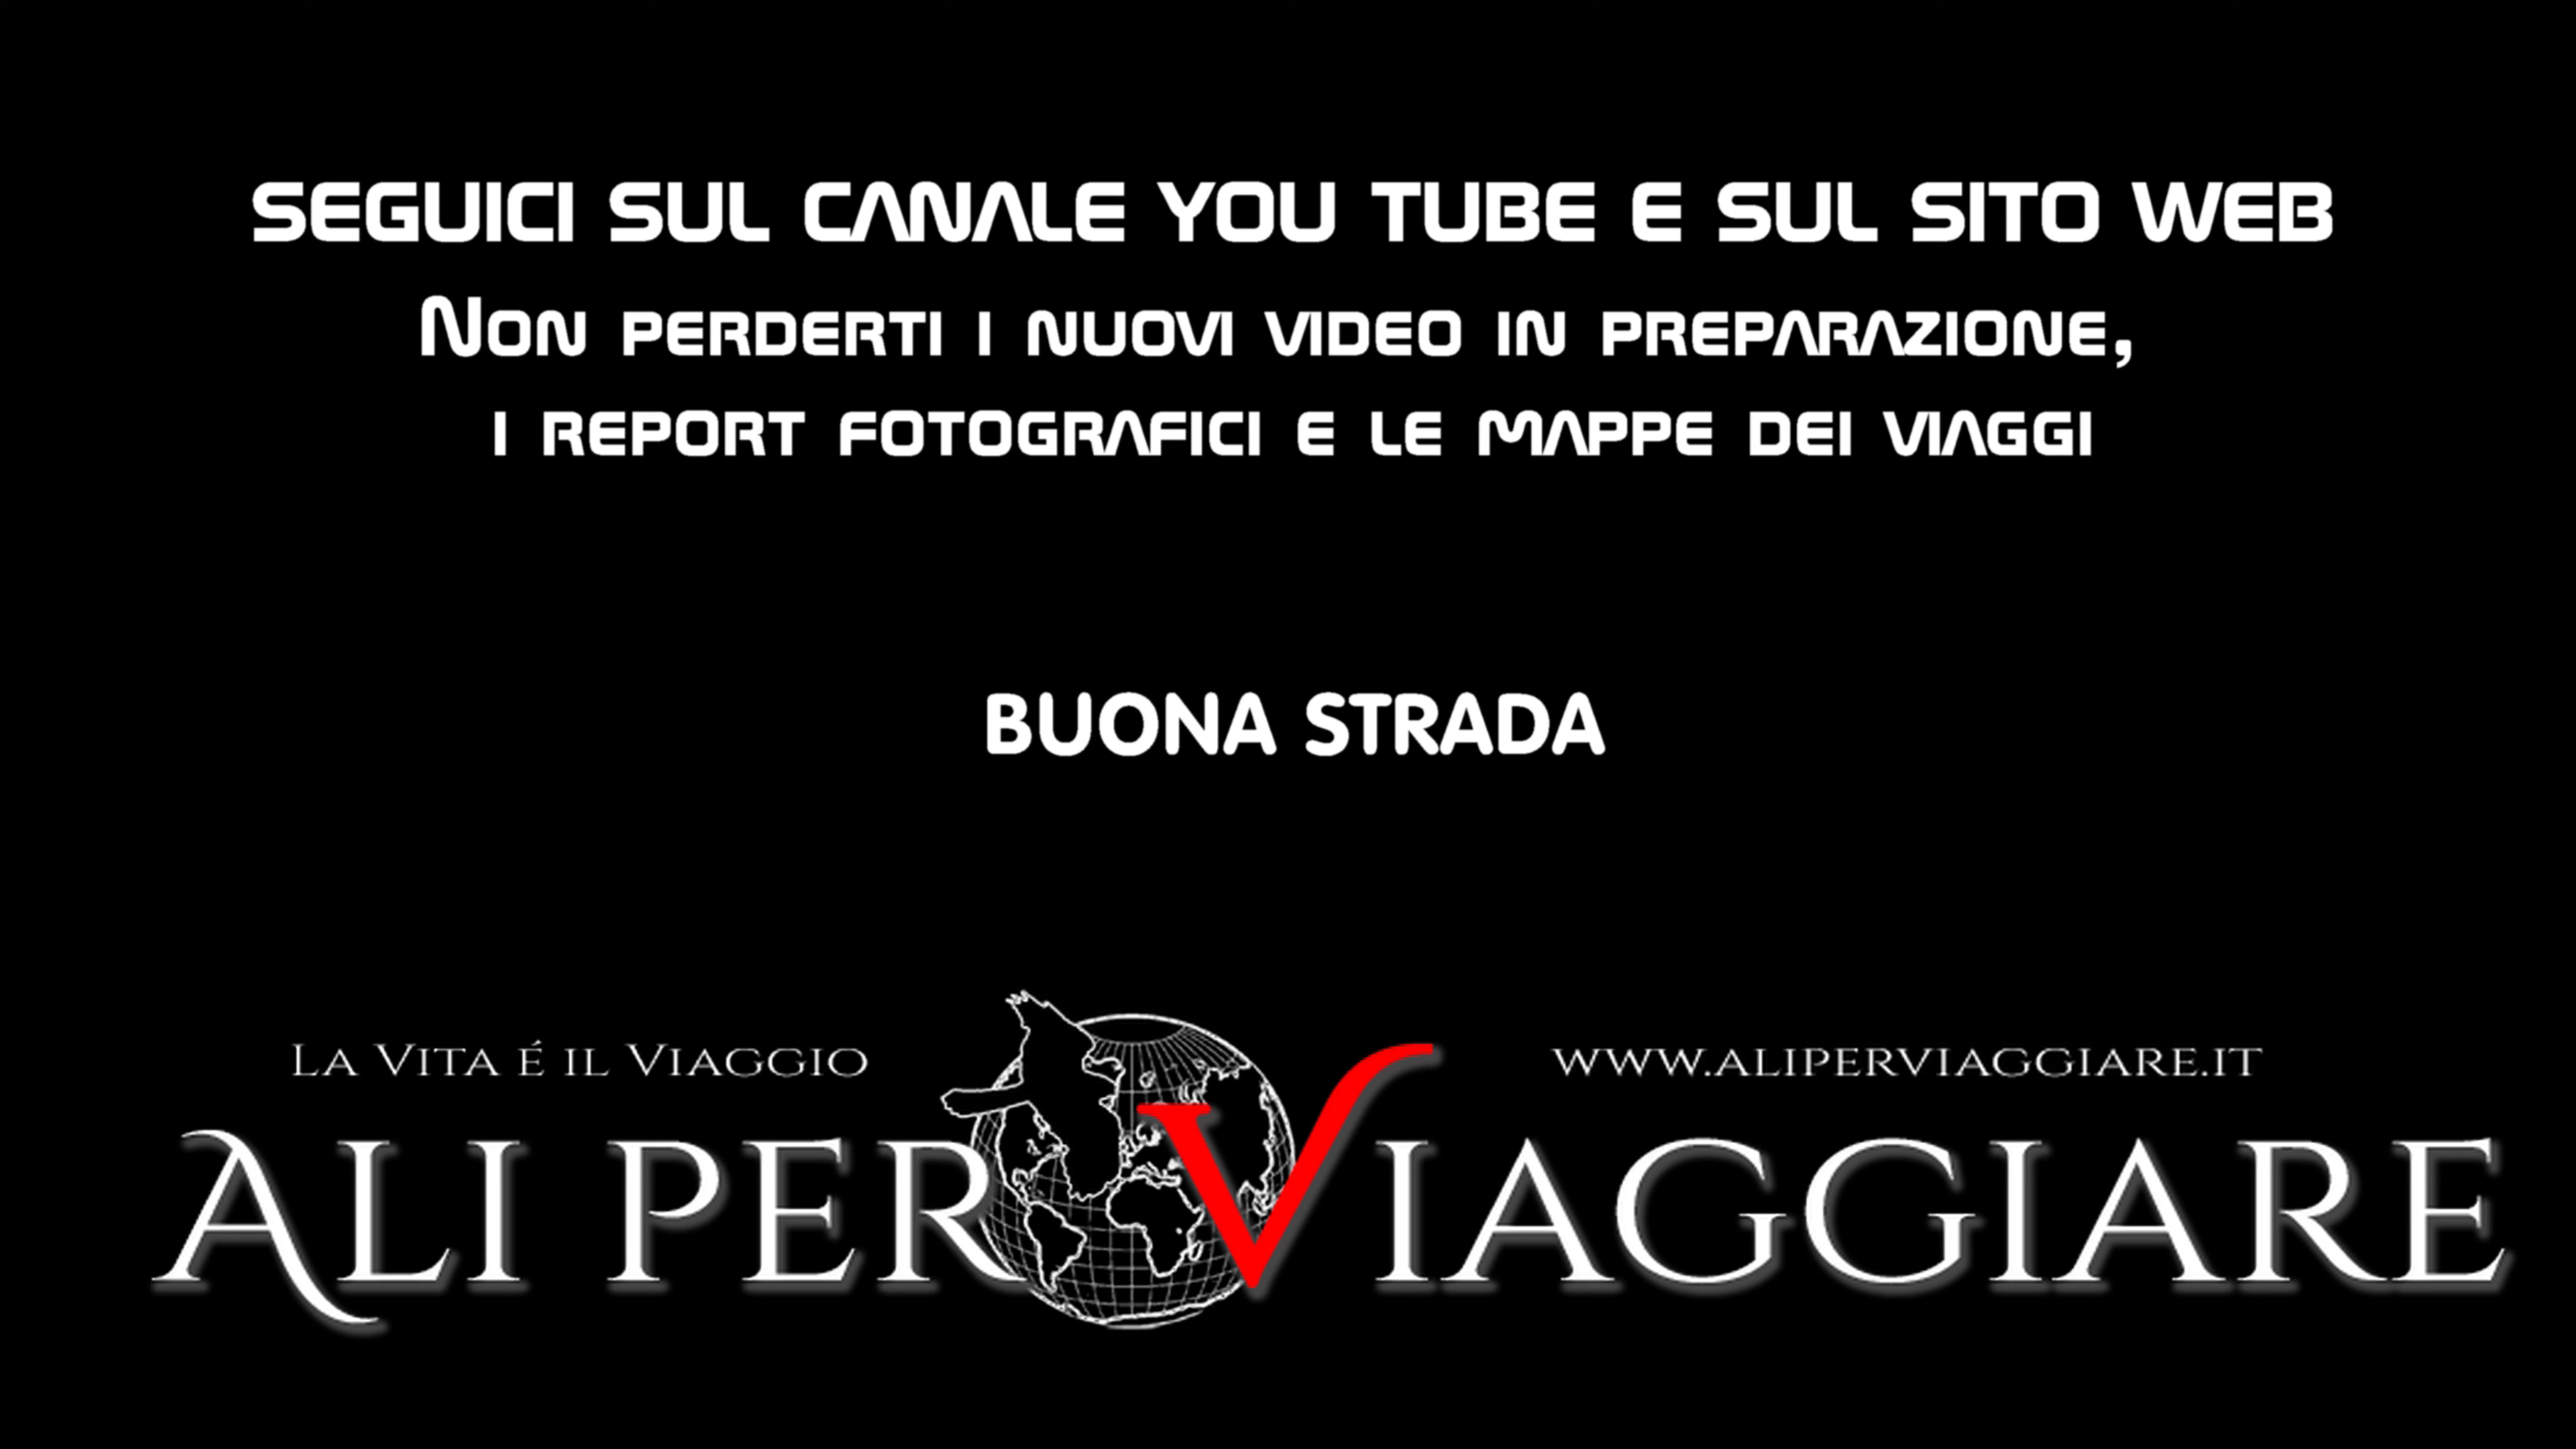 SEGUICI SUL CANALE YOU TUBE E SUL SITO WEB
Non perderti i nuovi video in preparazione,
i report fotografici e le mappe dei viaggi
BUONA STRADA
La Vita é il Viaggio
www.aliperviaggiare.it
Ali per Viaggiare